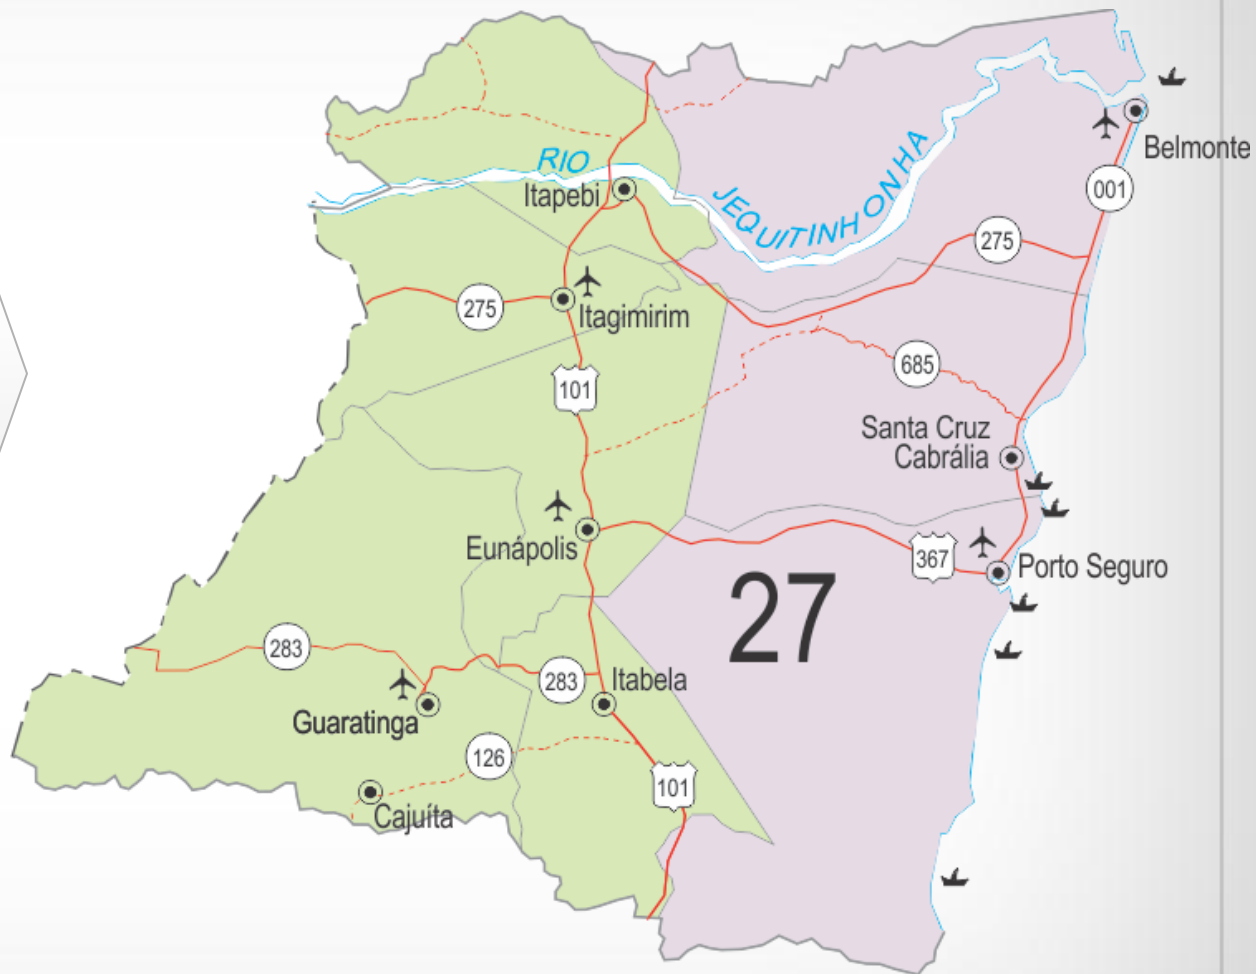 Belmonte
RIO
JEQUITINHONHA
Itapebi
001
275
275
Itagimirim
101
685
Santa Cruz
Cabrália
Eunápolis
367
Porto Seguro
27
283
283
Itabela
Guaratinga
126
101
Cajuíta